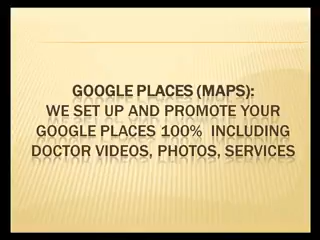 GOOGLE PLACES (MAPS):
WE SET UP AND PROMOTE YOUR
GOOGLE PLACES 100% INCLUDING
DOCTOR VIDEOS, PHOTOS, SERVICES